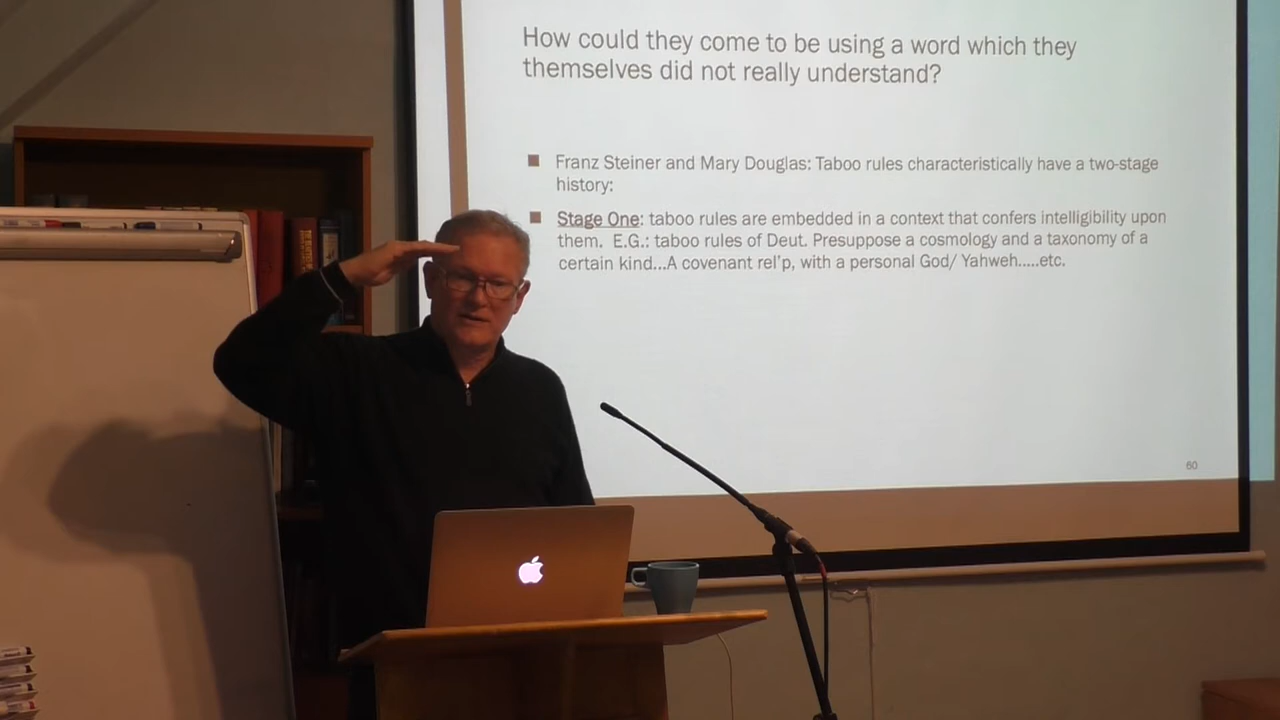 How could they come to be using a word which they
themselves did not really understand?
Franz Steiner and Mary Douglas: Taboo rules characteristically have a two-stage
history:
Stage One: taboo rules are embedded in a context that confers intelligibility upon
them. E.G.: taboo rules of Deut. Presuppose a cosmology and a taxonomy of a
certain kind...A covenant rel'p, with a personal God/ Yahweh.....etc.
60